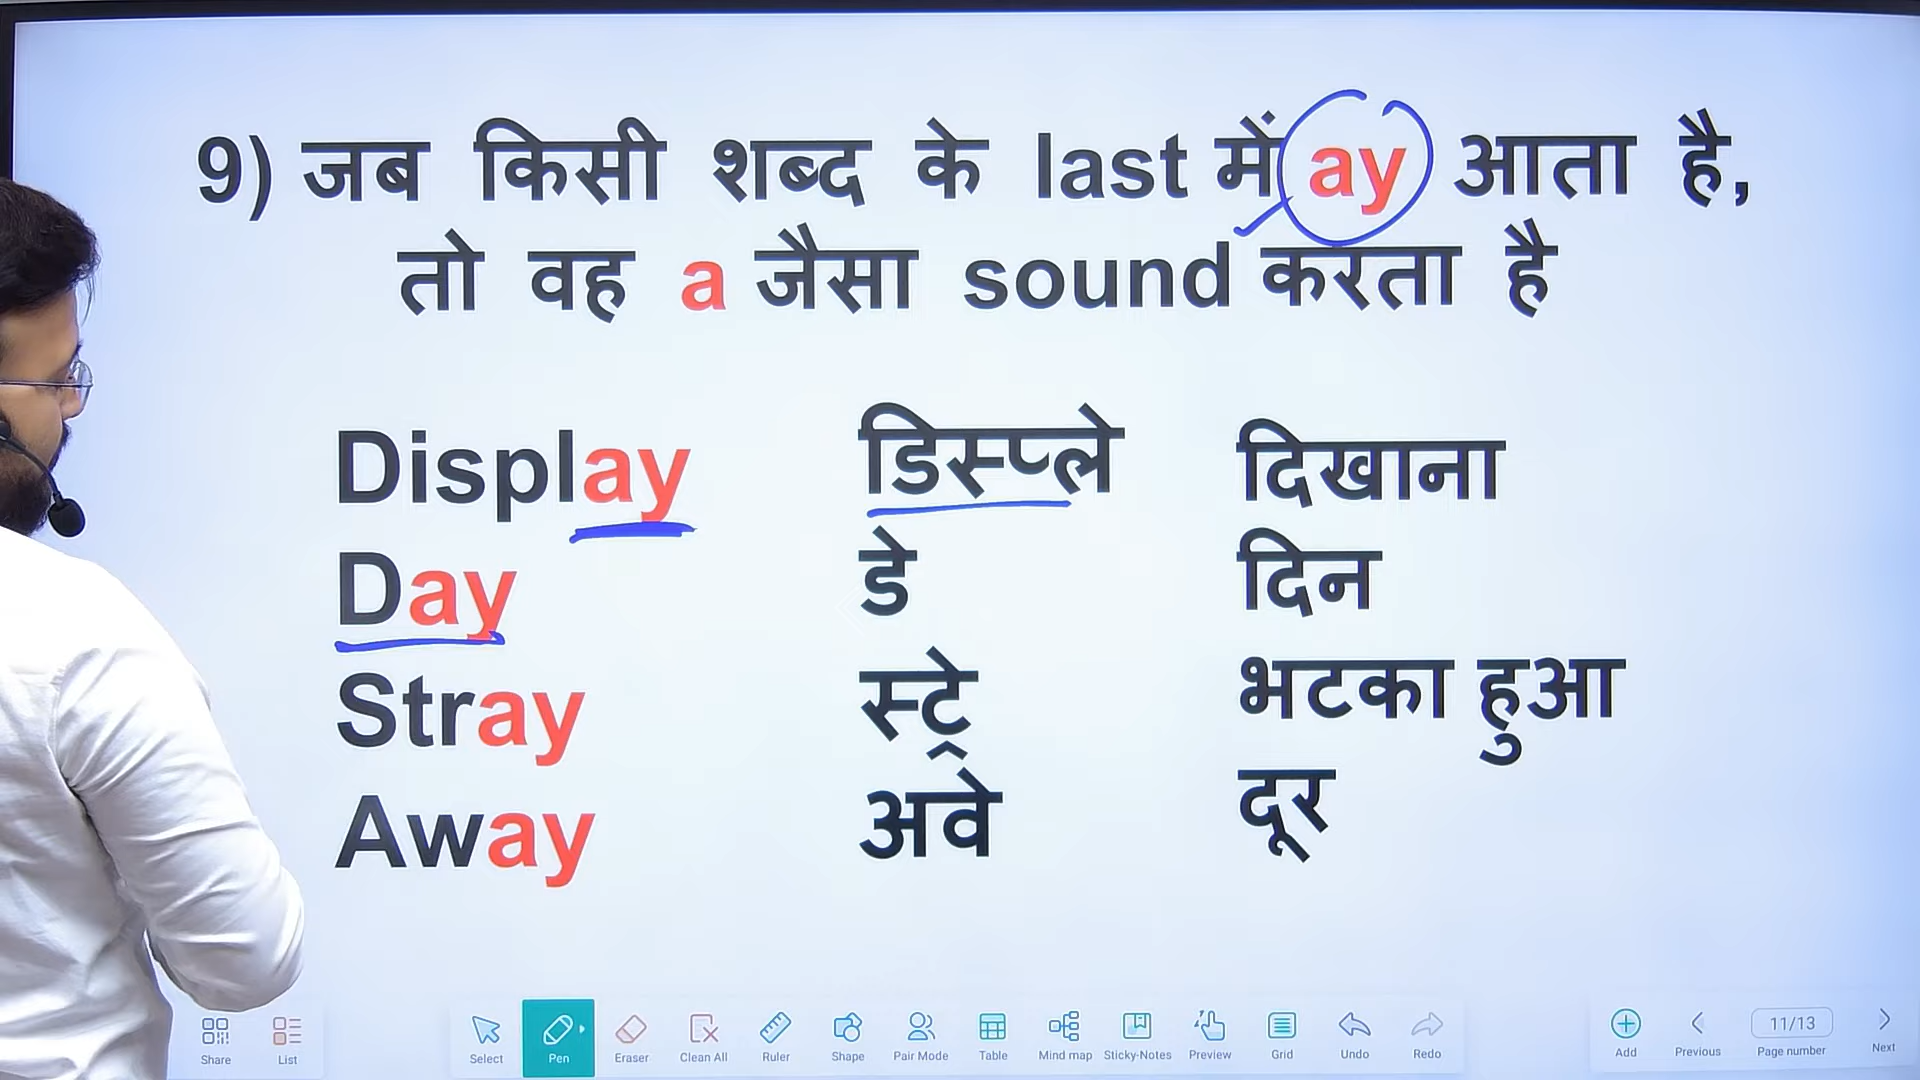 9) जब किसी शब्द के last में ay आता है,
तो वह a जैसा sound करता है
Display डिस्प्ले दिखाना
Day डे दिन
Stray स्ट्रे भटका हुआ
Away अवे दूर
Share List Select Pen Eraser Clean All Ruler Shape Pair Mode Table Mind map Sticky-Notes Preview Grid Undo Redo Add Previous 11/13 Page number Next